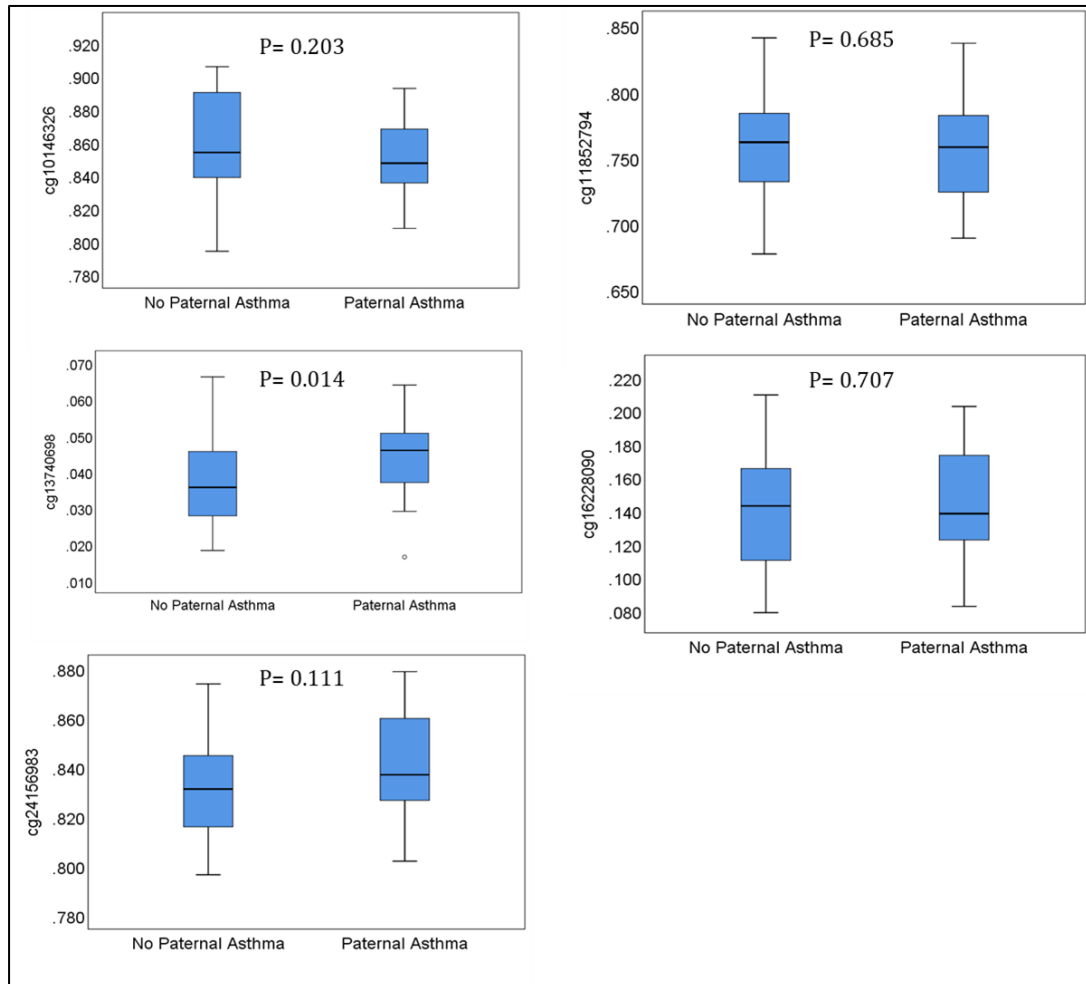 P= 0.203
.920
.900
.880
.860
.840
.820
.800
.780
cg10146326
No Paternal Asthma Paternal Asthma
P= 0.685
.850
.800
.750
.700
.650
cg11852794
No Paternal Asthma Paternal Asthma
P= 0.014
.070
.060
.050
.040
.030
.020
.010
cg13740698
No Paternal Asthma Paternal Asthma
P= 0.707
.220
.200
.180
.160
.140
.120
.100
.080
cg16228090
No Paternal Asthma Paternal Asthma
P= 0.111
.880
.860
.840
.820
.800
.780
cg24156983
No Paternal Asthma Paternal Asthma